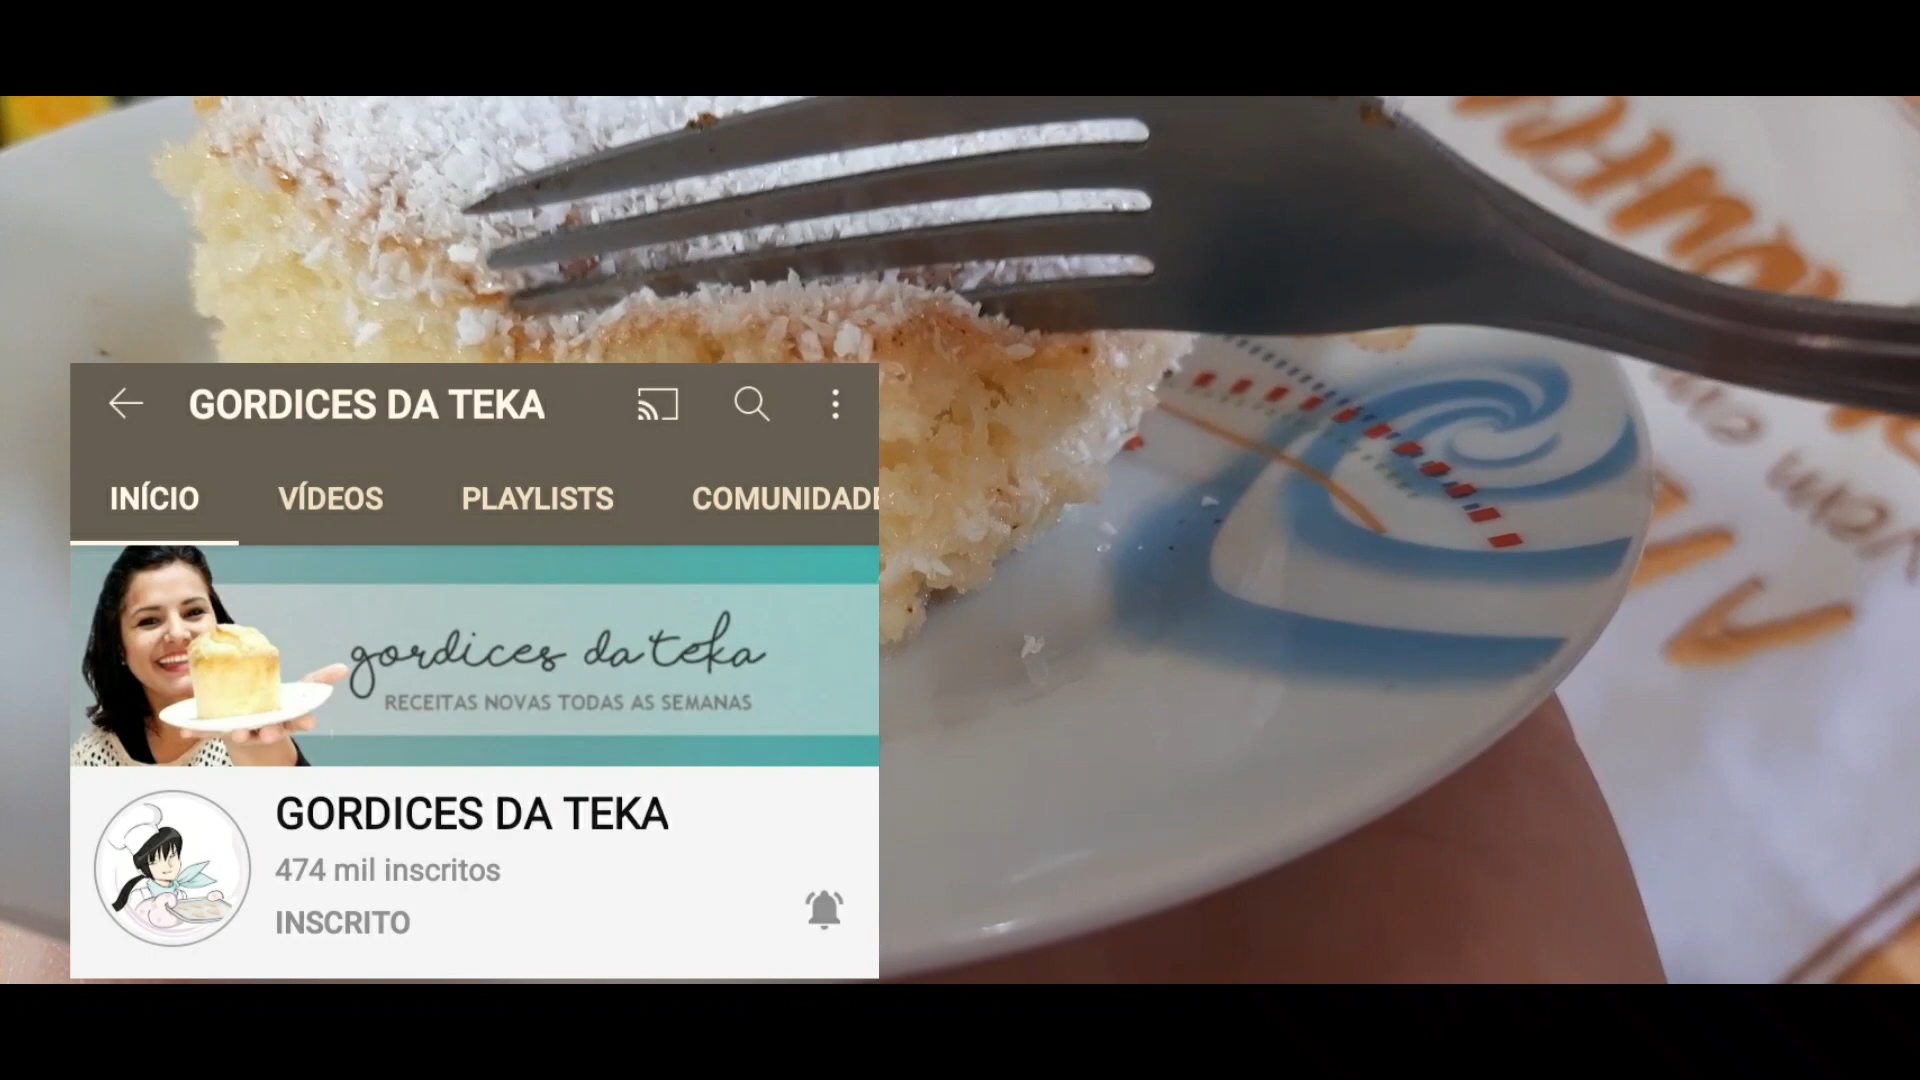 GORDICES DA TEKA
INÍCIO VÍDEOS PLAYLISTS COMUNIDADE
gordices da teka
RECEITAS NOVAS TODAS AS SEMANAS
GORDICES DA TEKA
474 mil inscritos
INSCRITO